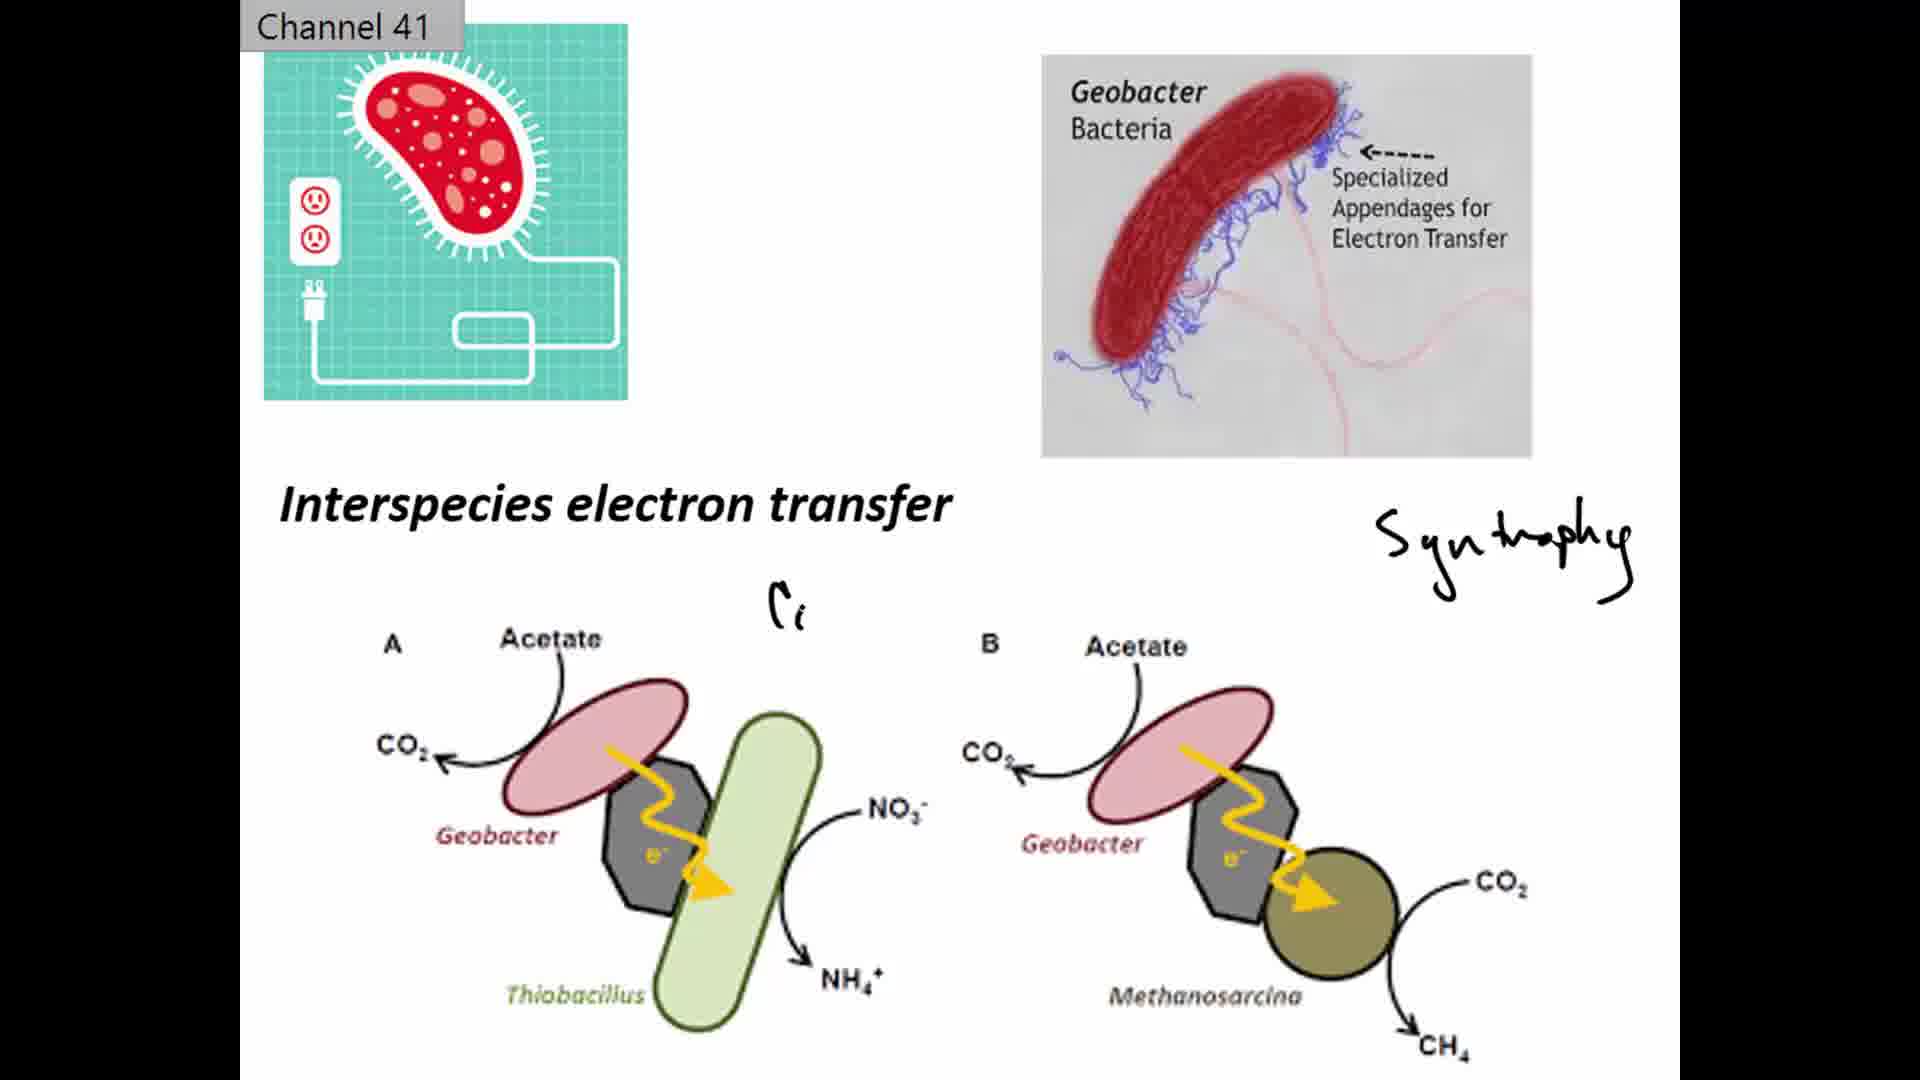 Channel 41
Geobacter
Bacteria
Specialized
Appendages for
Electron Transfer
Interspecies electron transfer
Syntrophy
A
Acetate
CO₂
Geobacter
e⁻
NO₃⁻
NH₄⁺
Thiobacillus
B
Acetate
CO₂
Geobacter
e⁻
CO₂
Methanosarcina
CH₄